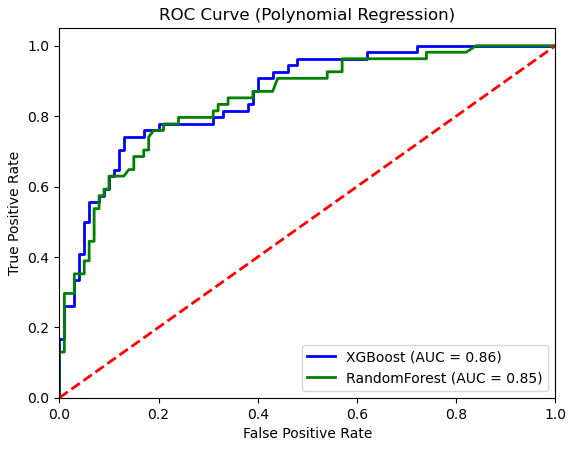 ROC Curve (Polynomial Regression)
True Positive Rate
1.0
0.8
0.6
0.4
0.2
0.0
0.0 0.2 0.4 0.6 0.8 1.0
False Positive Rate
XGBoost (AUC = 0.86)
RandomForest (AUC = 0.85)